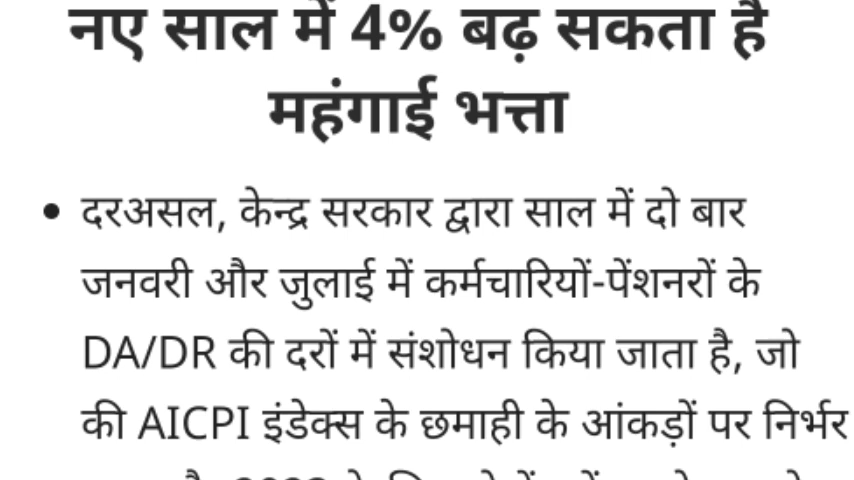 नए साल में 4% बढ़ सकता है
महंगाई भत्ता
• दरअसल, केन्द्र सरकार द्वारा साल में दो बार
जनवरी और जुलाई में कर्मचारियों-पेंशनरों के
DA/DR की दरों में संशोधन किया जाता है, जो
की AICPI इंडेक्स के छमाही के आंकड़ों पर निर्भर